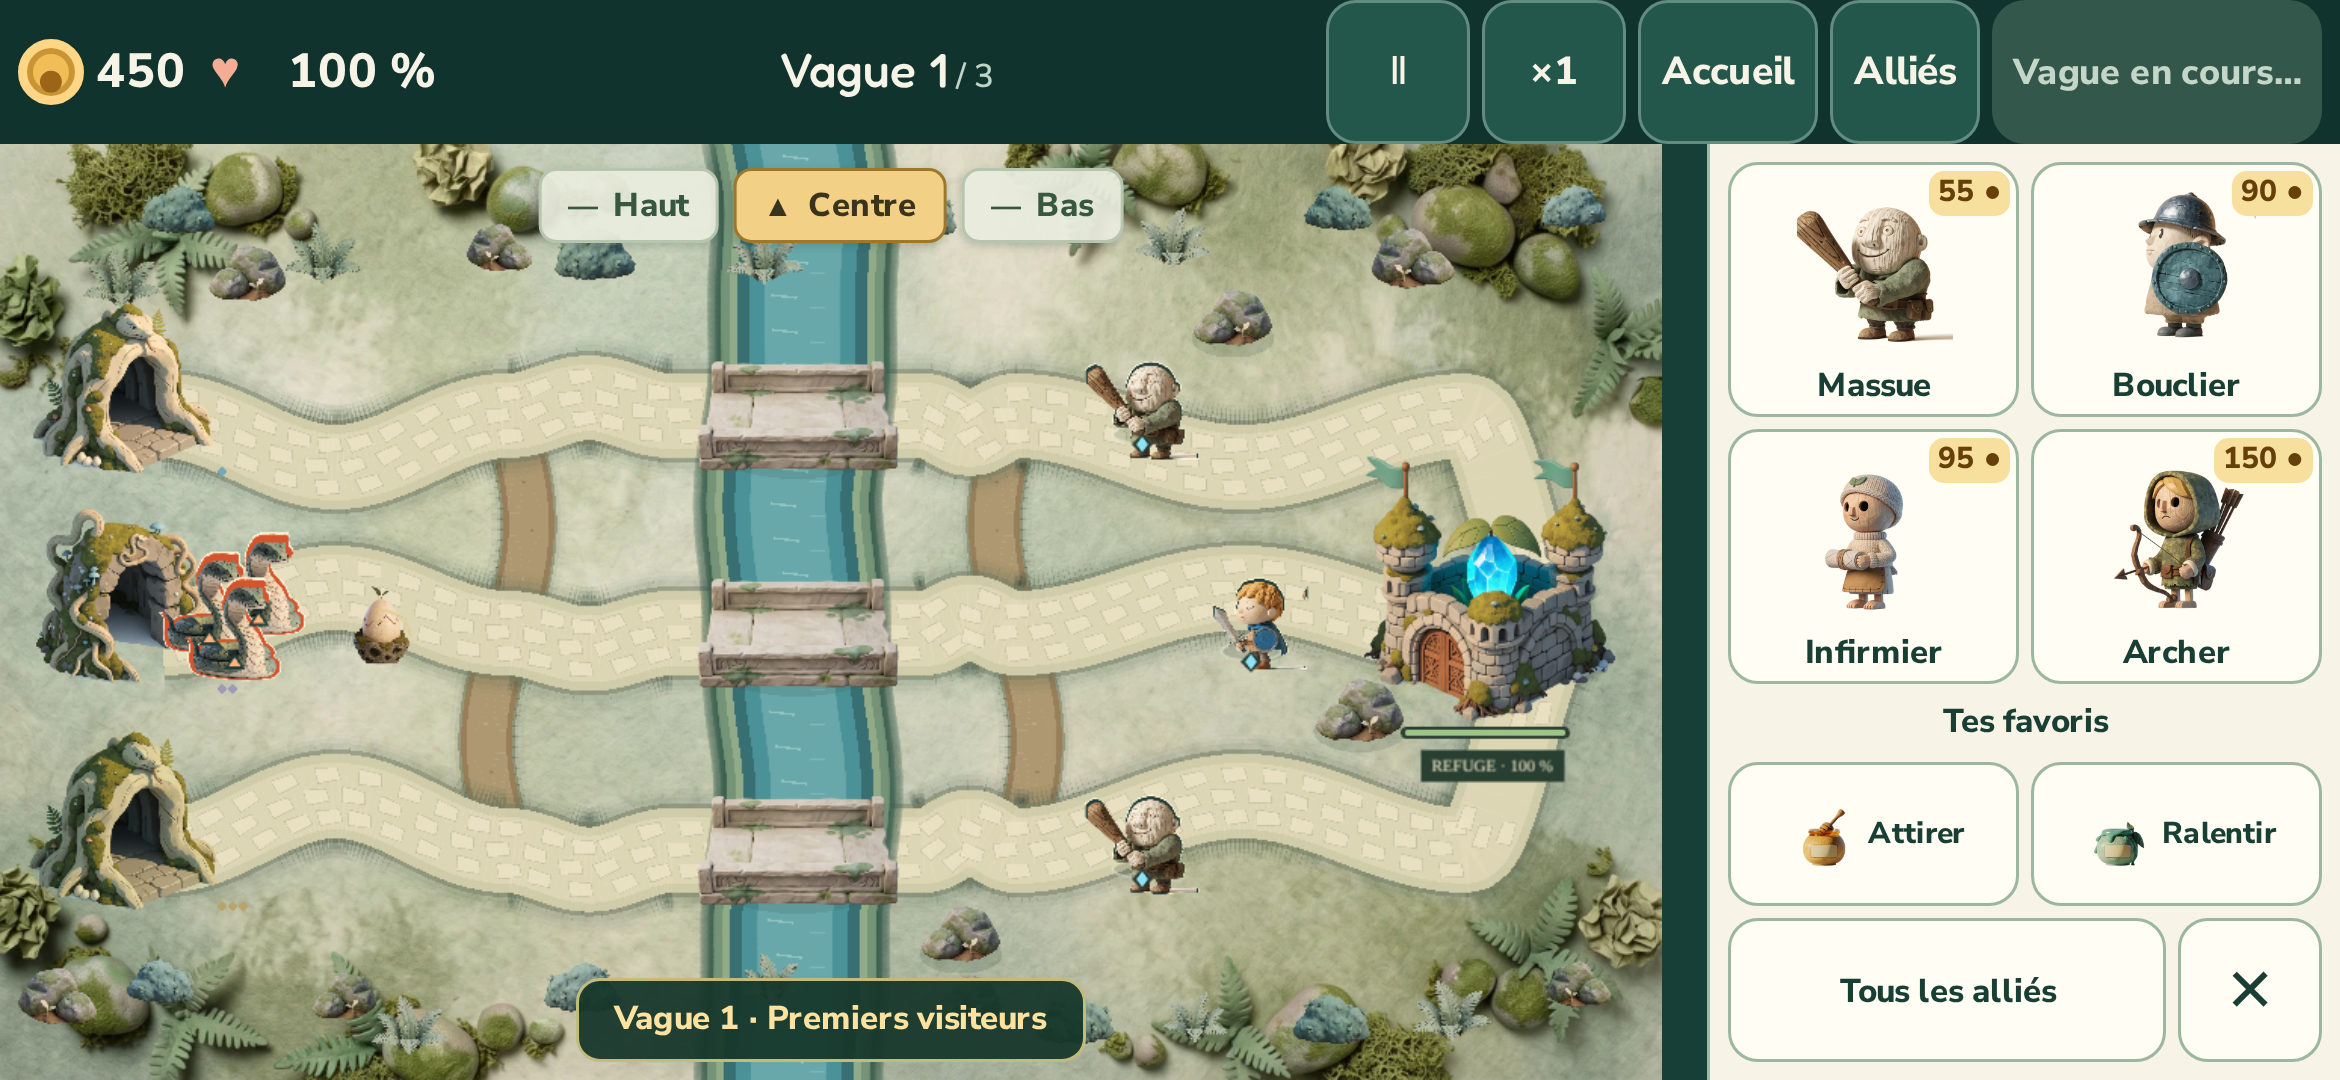 450 ♥ 100 %
Vague 1 / 3
II
×1
Accueil
Alliés
Vague en cours...
— Haut
▲ Centre
— Bas
55 ●
Massue
90 ●
Bouclier
95 ●
Infirmier
150 ●
Archer
Tes favoris
Attirer
Ralentir
Tous les alliés
✕
REFUGE · 100 %
Vague 1 · Premiers visiteurs